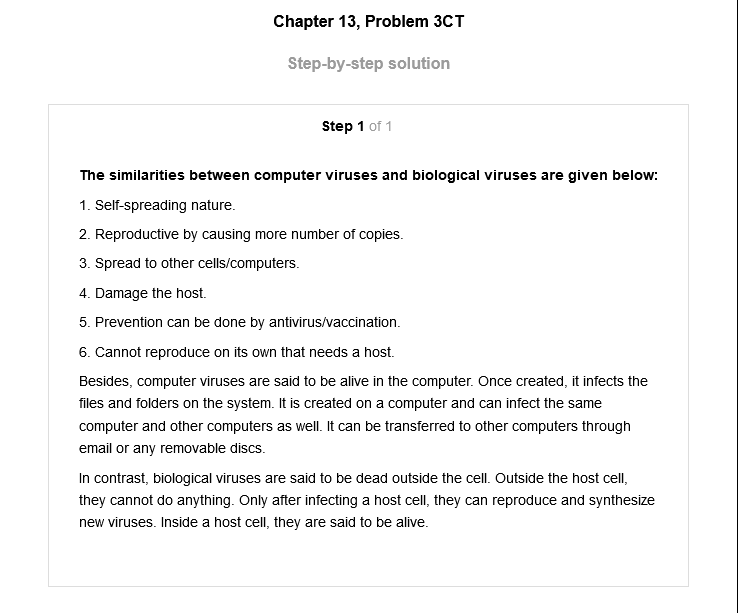 Chapter 13, Problem 3CT
Step-by-step solution
Step 1 of 1
The similarities between computer viruses and biological viruses are given below:
1. Self-spreading nature.
2. Reproductive by causing more number of copies.
3. Spread to other cells/computers.
4. Damage the host.
5. Prevention can be done by antivirus/vaccination.
6. Cannot reproduce on its own that needs a host.
Besides, computer viruses are said to be alive in the computer. Once created, it infects the
files and folders on the system. It is created on a computer and can infect the same
computer and other computers as well. It can be transferred to other computers through
email or any removable discs.
In contrast, biological viruses are said to be dead outside the cell. Outside the host cell,
they cannot do anything. Only after infecting a host cell, they can reproduce and synthesize
new viruses. Inside a host cell, they are said to be alive.